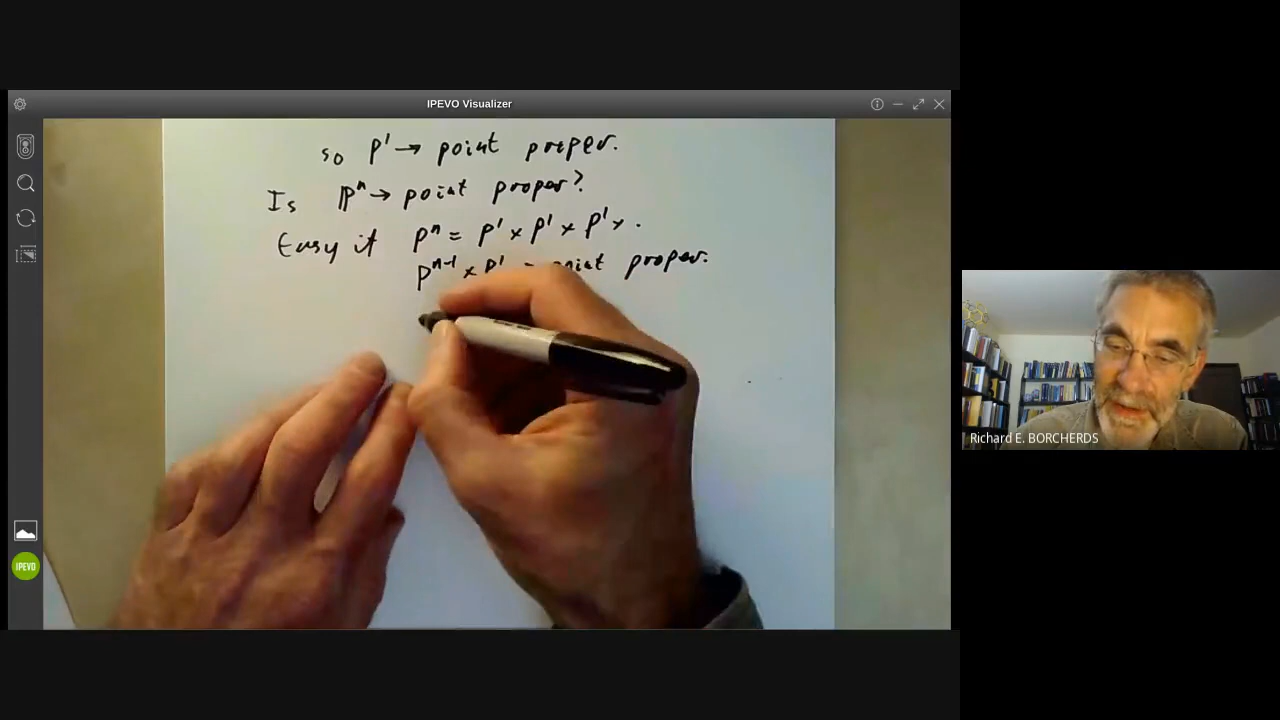 IPEVO Visualizer
so P¹ → point proper.
Is ℙⁿ → point proper?
Easy if Pⁿ = P¹ × P¹ × P¹ × .
Pⁿ⁻¹ × P¹ point proper.
IPEVO
Richard E. BORCHERDS